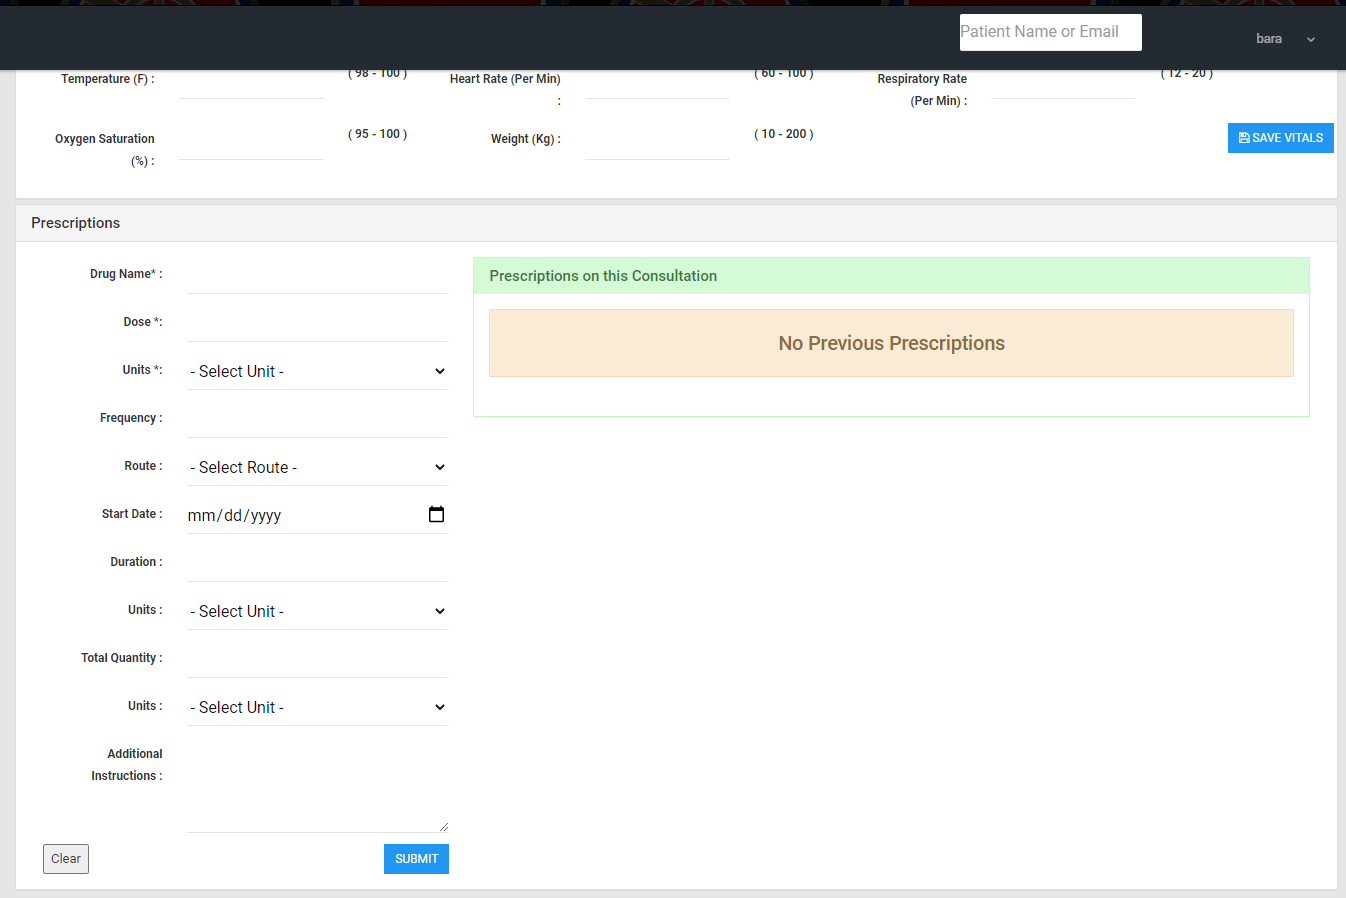 Patient Name or Email
bara
Temperature (F) :
( 98 - 100 )
Heart Rate (Per Min)
:
( 60 - 100 )
Respiratory Rate
(Per Min) :
( 12 - 20 )
Oxygen Saturation
(%) :
( 95 - 100 )
Weight (Kg) :
( 10 - 200 )
SAVE VITALS
Prescriptions
Drug Name* :
Dose *:
Units *:
- Select Unit -
Frequency :
Route :
- Select Route -
Start Date :
mm/dd/yyyy
Duration :
Units :
- Select Unit -
Total Quantity :
Units :
- Select Unit -
Additional
Instructions :
Clear
SUBMIT
Prescriptions on this Consultation
No Previous Prescriptions